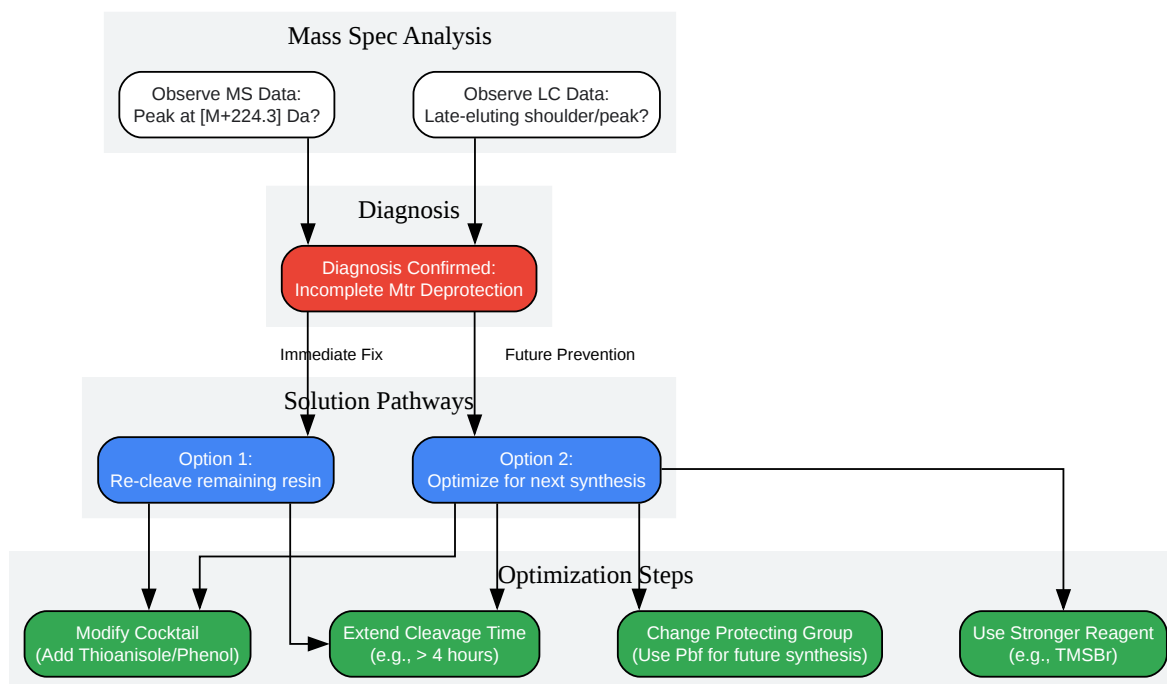 Mass Spec Analysis
Observe MS Data:
Peak at [M+224.3] Da?
Observe LC Data:
Late-eluting shoulder/peak?
Diagnosis
Diagnosis Confirmed:
Incomplete Mtr Deprotection
Immediate Fix
Future Prevention
Solution Pathways
Option 1:
Re-cleave remaining resin
Option 2:
Optimize for next synthesis
Optimization Steps
Modify Cocktail
(Add Thioanisole/Phenol)
Extend Cleavage Time
(e.g., > 4 hours)
Change Protecting Group
(Use Pbf for future synthesis)
Use Stronger Reagent
(e.g., TMSBr)